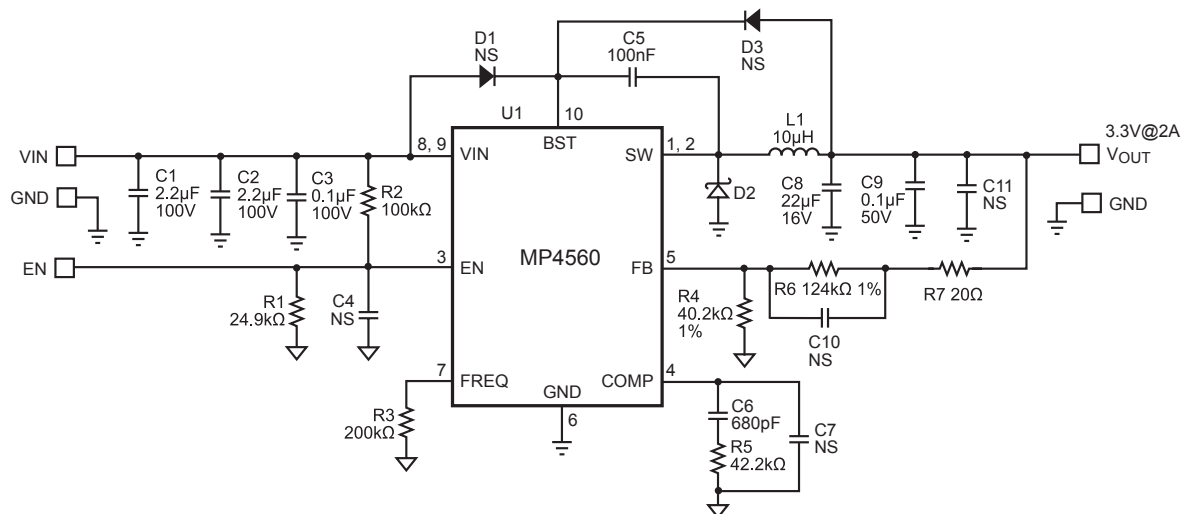 D1
NS
C5
100nF
D3
NS
U1
10
BST
8, 9
VIN
1, 2
SW
L1
10µH
3.3V@2A
VOUT
VIN
GND
C1
2.2µF
100V
C2
2.2µF
100V
C3
0.1µF
100V
R2
100kΩ
D2
C8
22µF
16V
C9
0.1µF
50V
C11
NS
GND
EN
3
EN
MP4560
FB
5
R1
24.9kΩ
C4
NS
R4
40.2kΩ
1%
R6 124kΩ 1%
R7 20Ω
C10
NS
7
FREQ
GND
6
COMP
4
R3
200kΩ
C6
680pF
R5
42.2kΩ
C7
NS